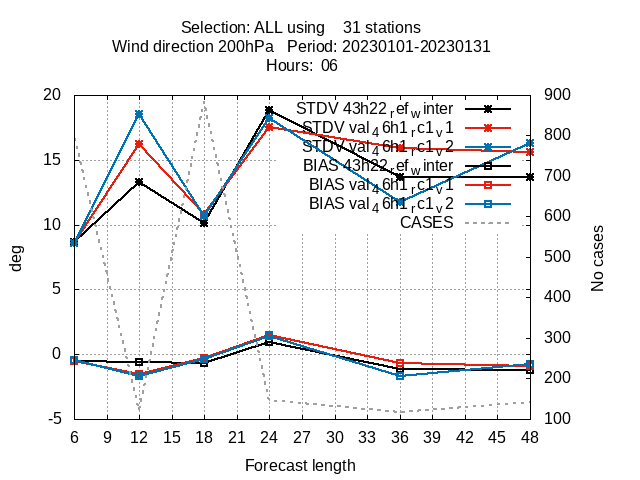 Selection: ALL using    31 stations
Wind direction 200hPa   Period: 20230101-20230131
Hours:  06
20
15
10
5
0
-5
deg
900
800
700
600
500
400
300
200
100
No cases
STDV 43h22_ref_winter
STDV val_46h1_rc1_v1
STDV val_46h1_rc1_v2
BIAS 43h22_ref_winter
BIAS val_46h1_rc1_v1
BIAS val_46h1_rc1_v2
CASES
6 9 12 15 18 21 24 27 30 33 36 39 42 45 48
Forecast length